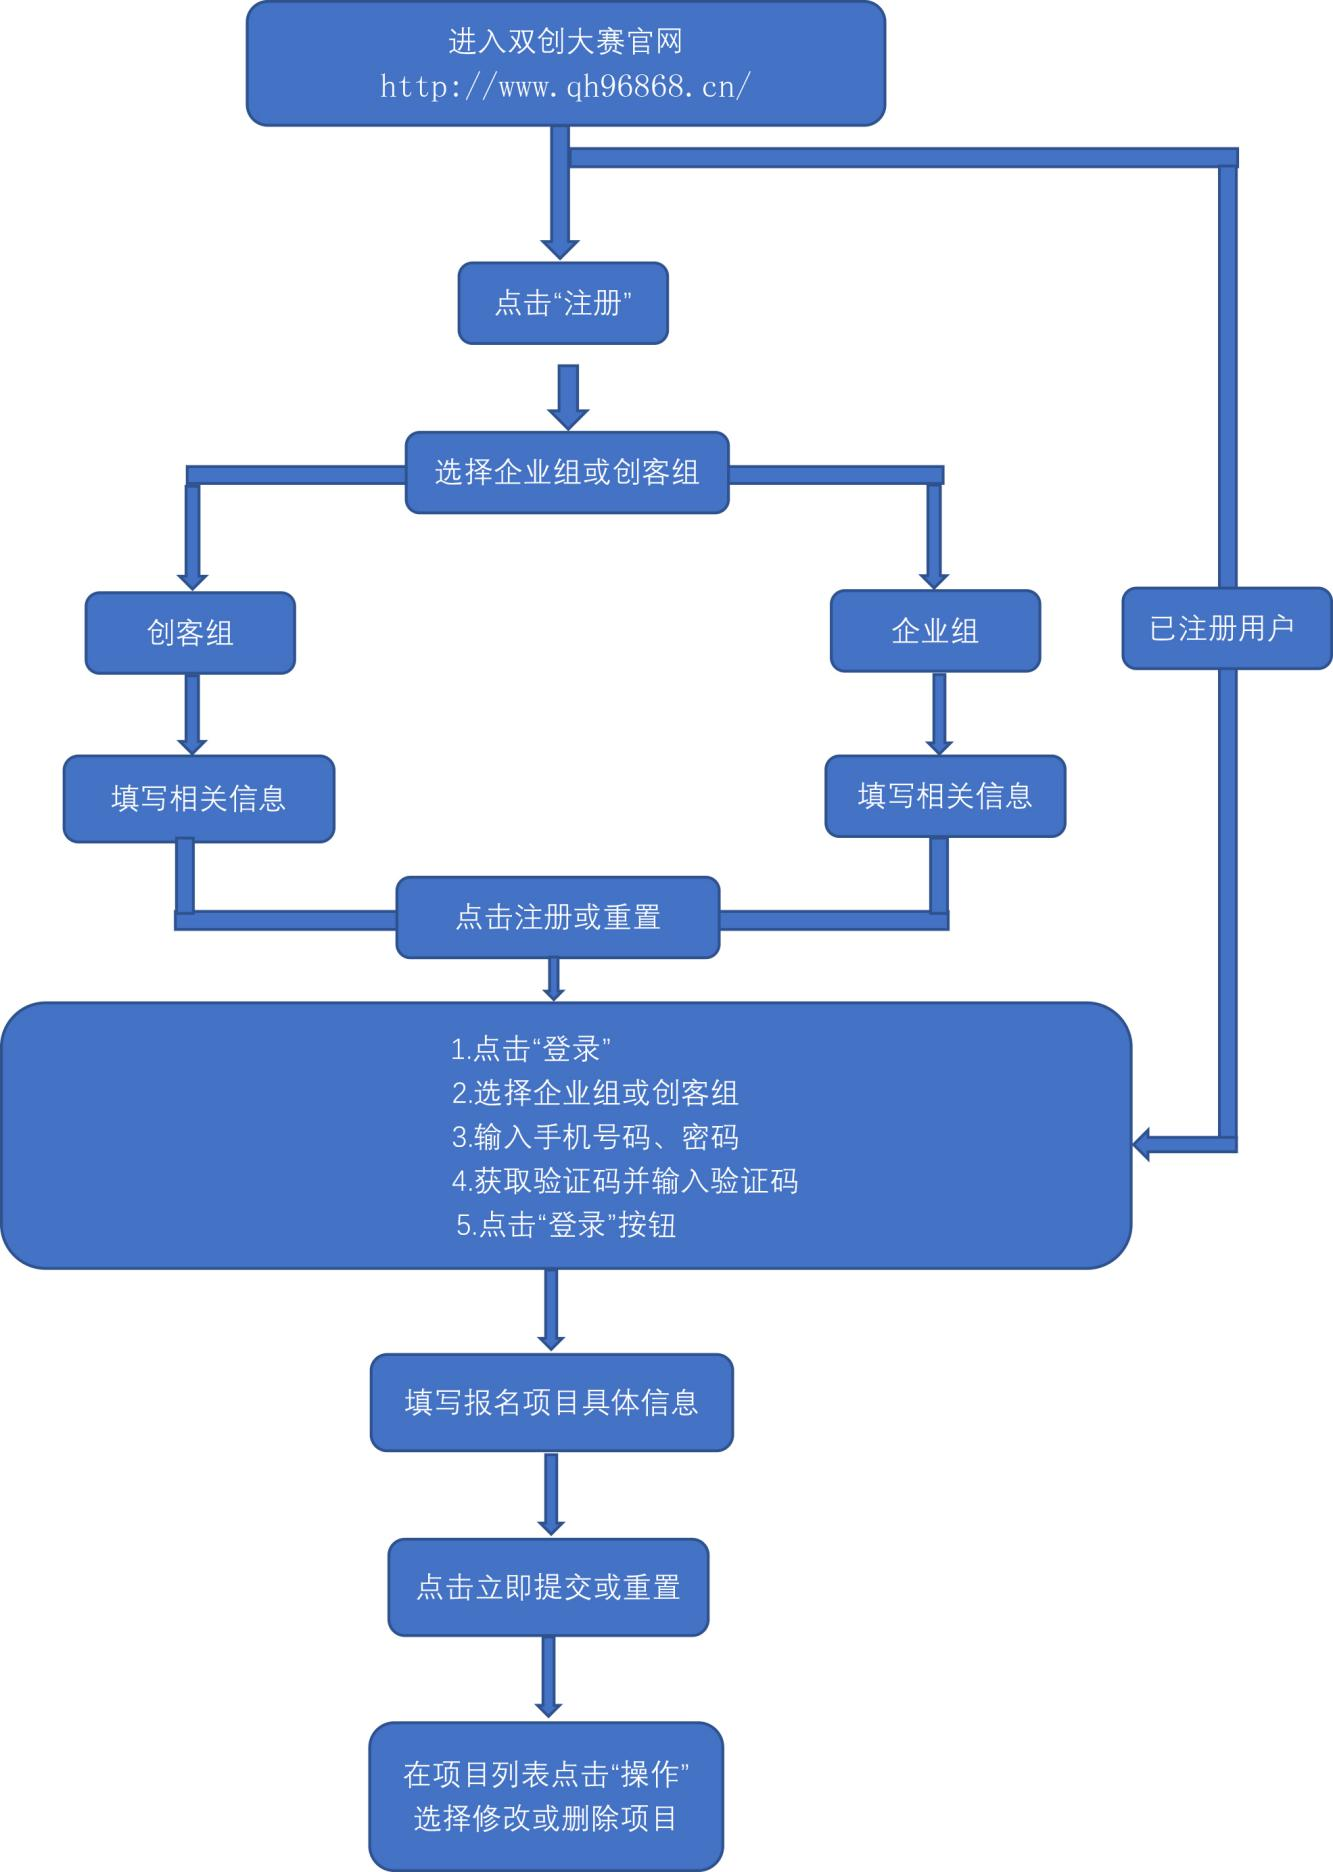 进入双创大赛官网
http://www.qh96868.cn/
点击“注册”
选择企业组或创客组
创客组
企业组
已注册用户
填写相关信息
填写相关信息
点击注册或重置
1.点击“登录”
2.选择企业组或创客组
3.输入手机号码、密码
4.获取验证码并输入验证码
5.点击“登录”按钮
填写报名项目具体信息
点击立即提交或重置
在项目列表点击“操作”
选择修改或删除项目